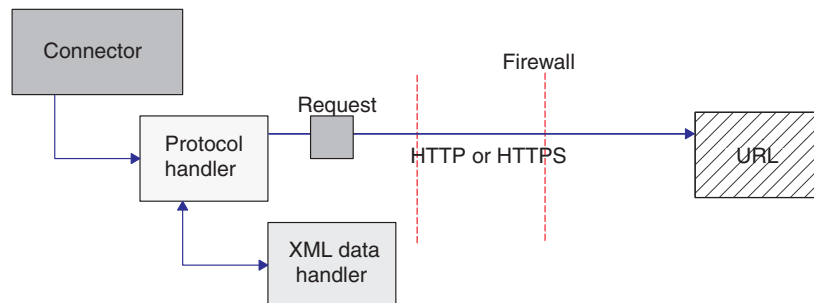 Connector
Firewall
Request
Protocol
handler
HTTP or HTTPS
URL
XML data
handler